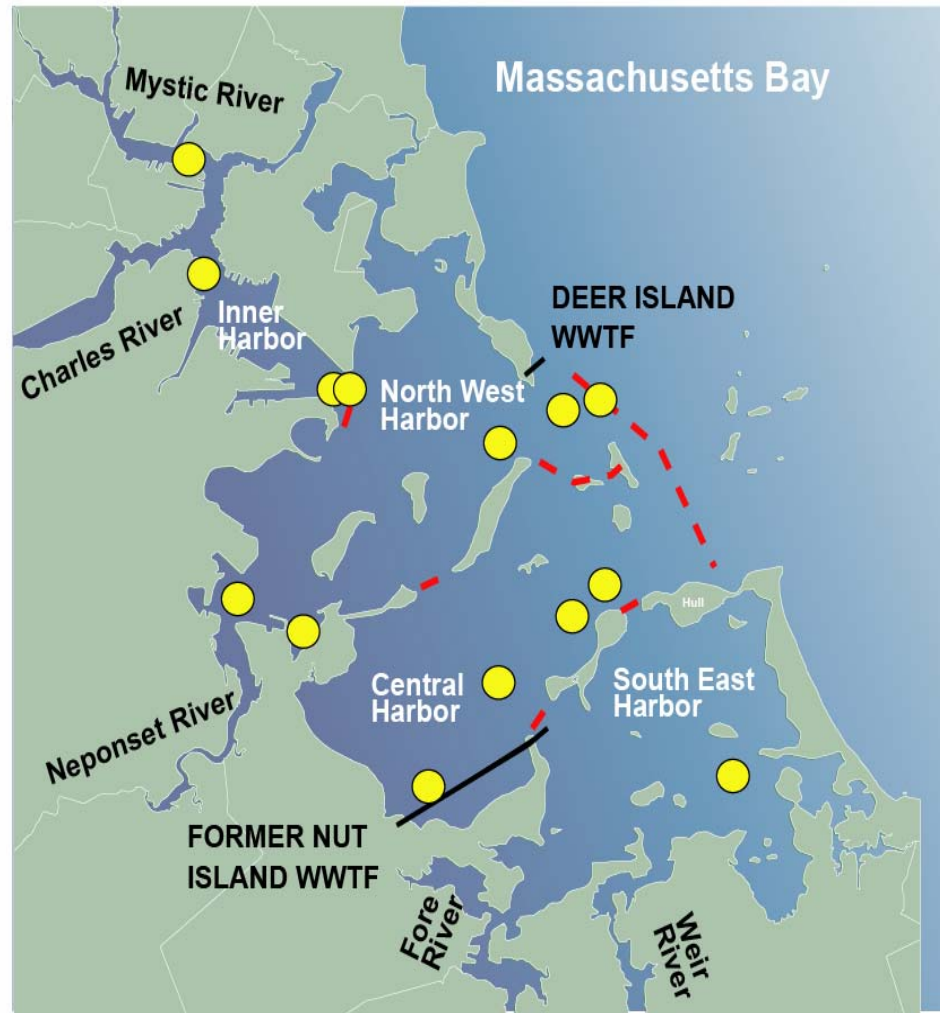 Mystic River
Massachusetts Bay
DEER ISLAND
WWTF
Inner
Harbor
Charles River
North West
Harbor
Hull
Central
Harbor
South East
Harbor
Neponset River
FORMER NUT
ISLAND WWTF
Fore
River
Weir
River